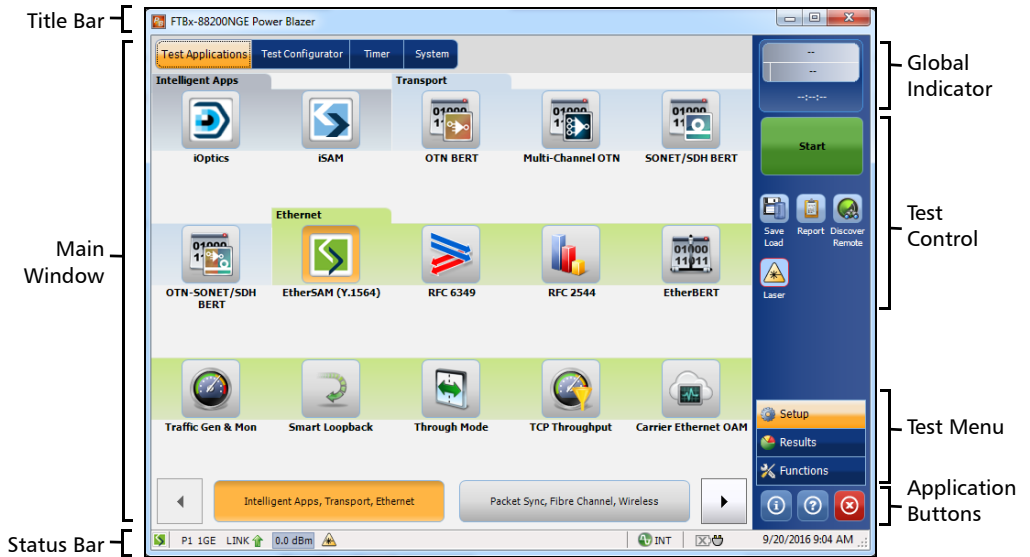 Title Bar
FTBx-88200NGE Power Blazer
Test Applications
Test Configurator
Timer
System
--
--
--:--:--
Global
Indicator
Intelligent Apps
Transport
iOptics
iSAM
OTN BERT
Multi-Channel OTN
SONET/SDH BERT
Start
Test
Control
Save
Load
Report
Discover
Remote
Laser
Main
Window
Ethernet
OTN-SONET/SDH
BERT
EtherSAM (Y.1564)
RFC 6349
RFC 2544
01000
11011
EtherBERT
Traffic Gen & Mon
Smart Loopback
Through Mode
TCP Throughput
Carrier Ethernet OAM
Setup
Results
Functions
Test Menu
Intelligent Apps, Transport, Ethernet
Packet Sync, Fibre Channel, Wireless
Application
Buttons
Status Bar
P1 1GE LINK
0.0 dBm
INT
9/20/2016 9:04 AM